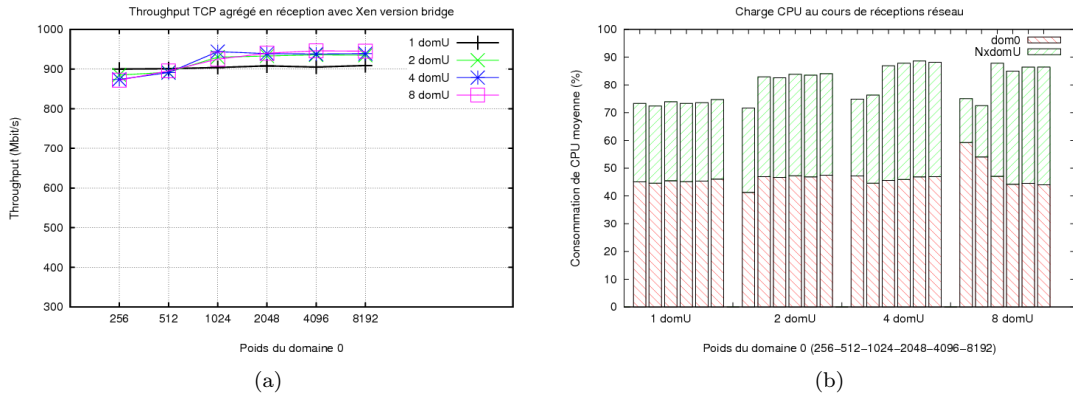 Throughput TCP agrégé en réception avec Xen version bridge
1000
900
800
700
600
500
400
300
Throughput (Mbit/s)
1 domU
2 domU
4 domU
8 domU
256
512
1024
2048
4096
8192
Poids du domaine 0
(a)
Charge CPU au cours de réceptions réseau
100
90
80
70
60
50
40
30
20
10
0
Consommation de CPU moyenne (%)
dom0
NxdomU
1 domU
2 domU
4 domU
8 domU
Poids du domaine 0 (256−512−1024−2048−4096−8192)
(b)